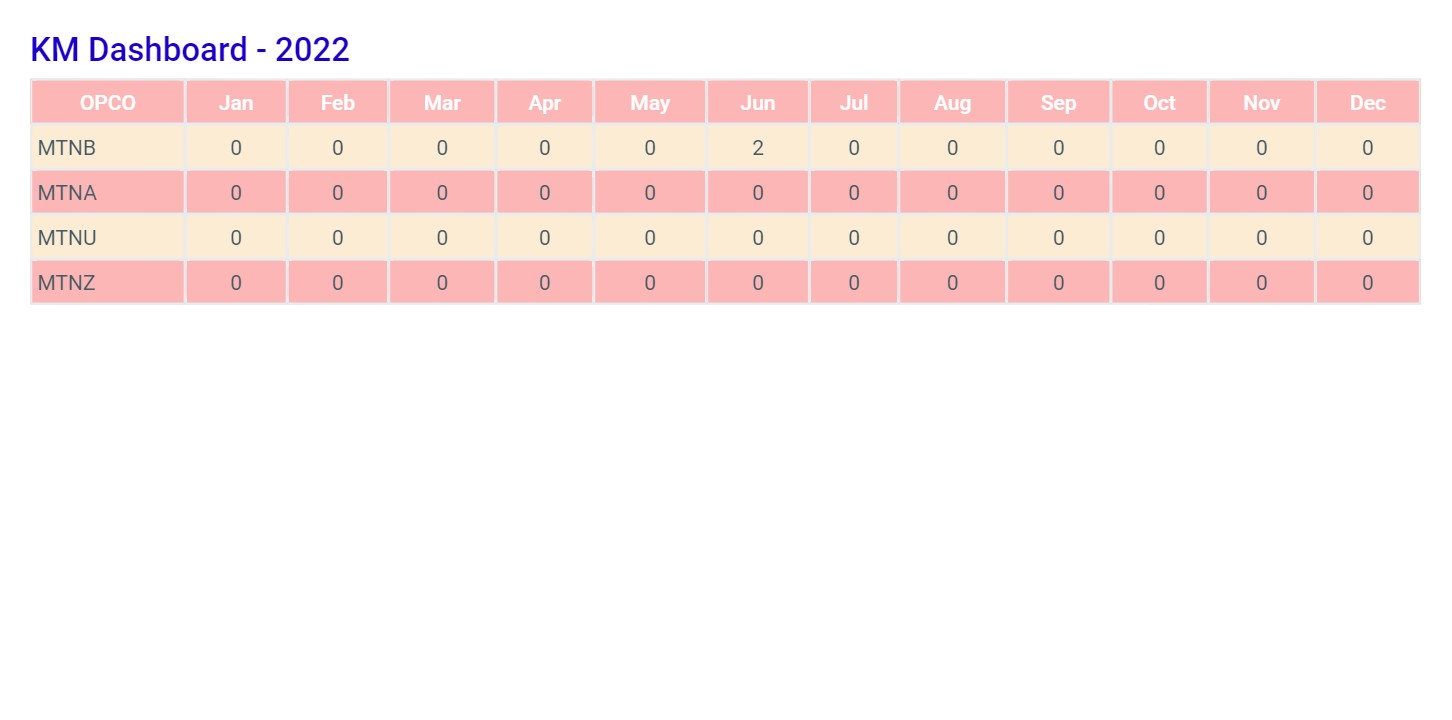 KM Dashboard - 2022
OPCO Jan Feb Mar Apr May Jun Jul Aug Sep Oct Nov Dec
MTNB 0 0 0 0 0 2 0 0 0 0 0 0
MTNA 0 0 0 0 0 0 0 0 0 0 0 0
MTNU 0 0 0 0 0 0 0 0 0 0 0 0
MTNZ 0 0 0 0 0 0 0 0 0 0 0 0